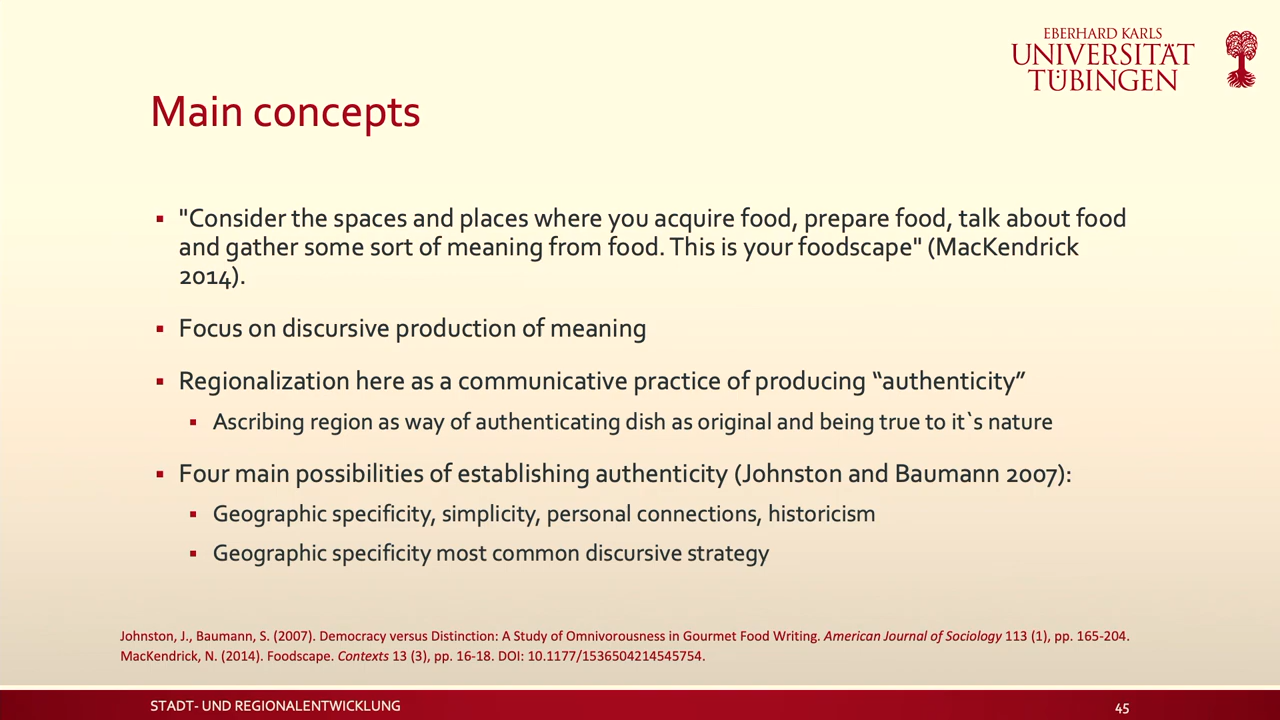 EBERHARD KARLS
UNIVERSITÄT
TÜBINGEN
Main concepts
"Consider the spaces and places where you acquire food, prepare food, talk about food
and gather some sort of meaning from food. This is your foodscape" (MacKendrick
2014).
Focus on discursive production of meaning
Regionalization here as a communicative practice of producing “authenticity”
Ascribing region as way of authenticating dish as original and being true to it`s nature
Four main possibilities of establishing authenticity (Johnston and Baumann 2007):
Geographic specificity, simplicity, personal connections, historicism
Geographic specificity most common discursive strategy
Johnston, J., Baumann, S. (2007). Democracy versus Distinction: A Study of Omnivorousness in Gourmet Food Writing. American Journal of Sociology 113 (1), pp. 165-204.
MacKendrick, N. (2014). Foodscape. Contexts 13 (3), pp. 16-18. DOI: 10.1177/1536504214545754.
STADT- UND REGIONALENTWICKLUNG
45